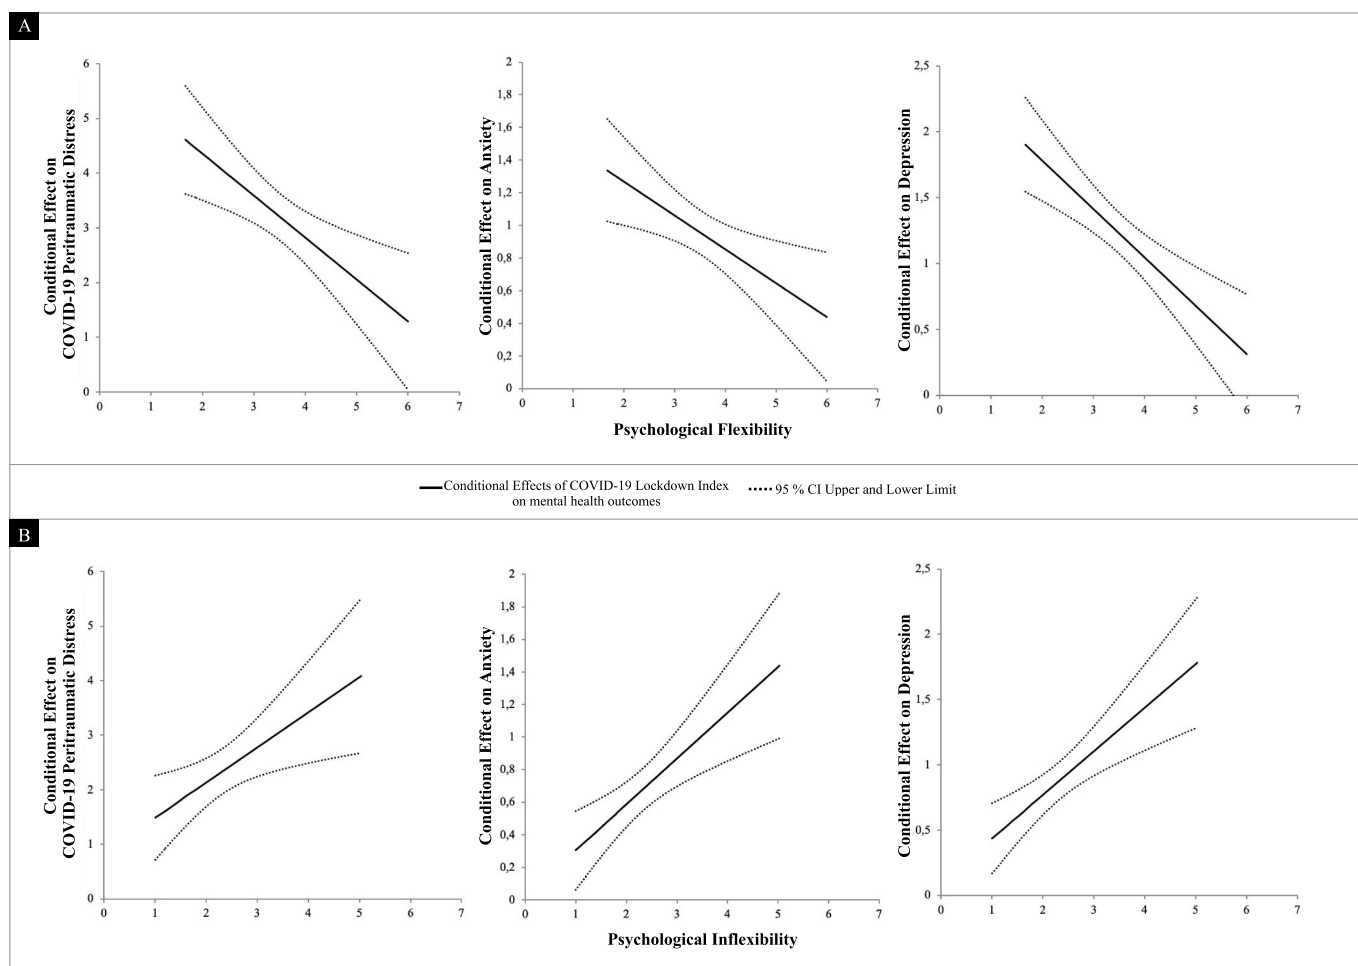 A
Conditional Effect on
COVID-19 Peritraumatic Distress
6
5
4
3
2
1
0
0 1 2 3 4 5 6 7
Conditional Effect on Anxiety
2
1,8
1,6
1,4
1,2
1
0,8
0,6
0,4
0,2
0
0 1 2 3 4 5 6 7
Psychological Flexibility
Conditional Effect on Depression
2,5
2
1,5
1
0,5
0
0 1 2 3 4 5 6 7
Conditional Effects of COVID-19 Lockdown Index
on mental health outcomes
95 % CI Upper and Lower Limit
B
Conditional Effect on
COVID-19 Peritraumatic Distress
6
5
4
3
2
1
0
0 1 2 3 4 5 6 7
Conditional Effect on Anxiety
2
1,8
1,6
1,4
1,2
1
0,8
0,6
0,4
0,2
0
0 1 2 3 4 5 6 7
Psychological Inflexibility
Conditional Effect on Depression
2,5
2
1,5
1
0,5
0
0 1 2 3 4 5 6 7